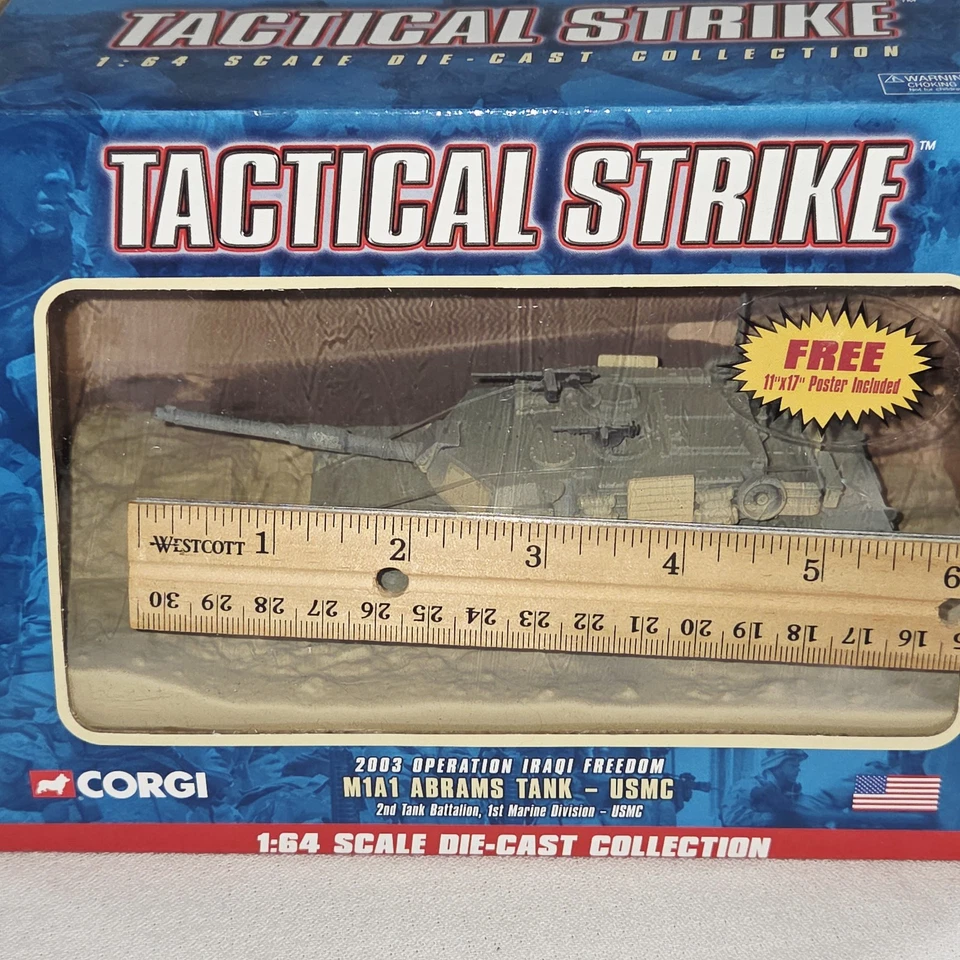 TACTICAL STRIKE
1:64 SCALE DIE-CAST COLLECTION
⚠WARNIN
CHOKING
TACTICAL STRIKE™
FREE
11"x17" Poster Included
WESTCOTT 1 2 3 4 5 6
30 29 28 27 26 25 24 23 22 21 20 19 18 17 16
CORGI
2003 OPERATION IRAQI FREEDOM
M1A1 ABRAMS TANK – USMC
2nd Tank Battalion, 1st Marine Division – USMC
1:64 SCALE DIE-CAST COLLECTION